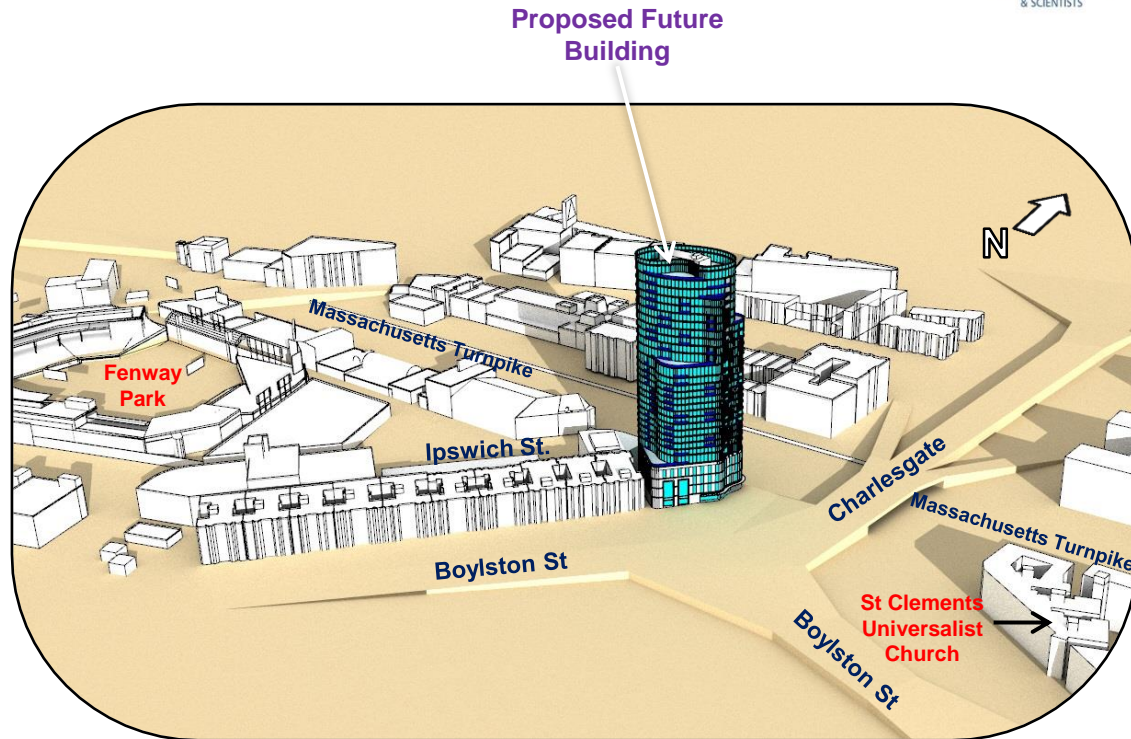 & SCIENTISTS
Proposed Future
Building
N
Massachusetts Turnpike
Fenway
Park
Ipswich St.
Charlesgate
Massachusetts Turnpike
Boylston St
St Clements
Universalist
Church
Boylston St